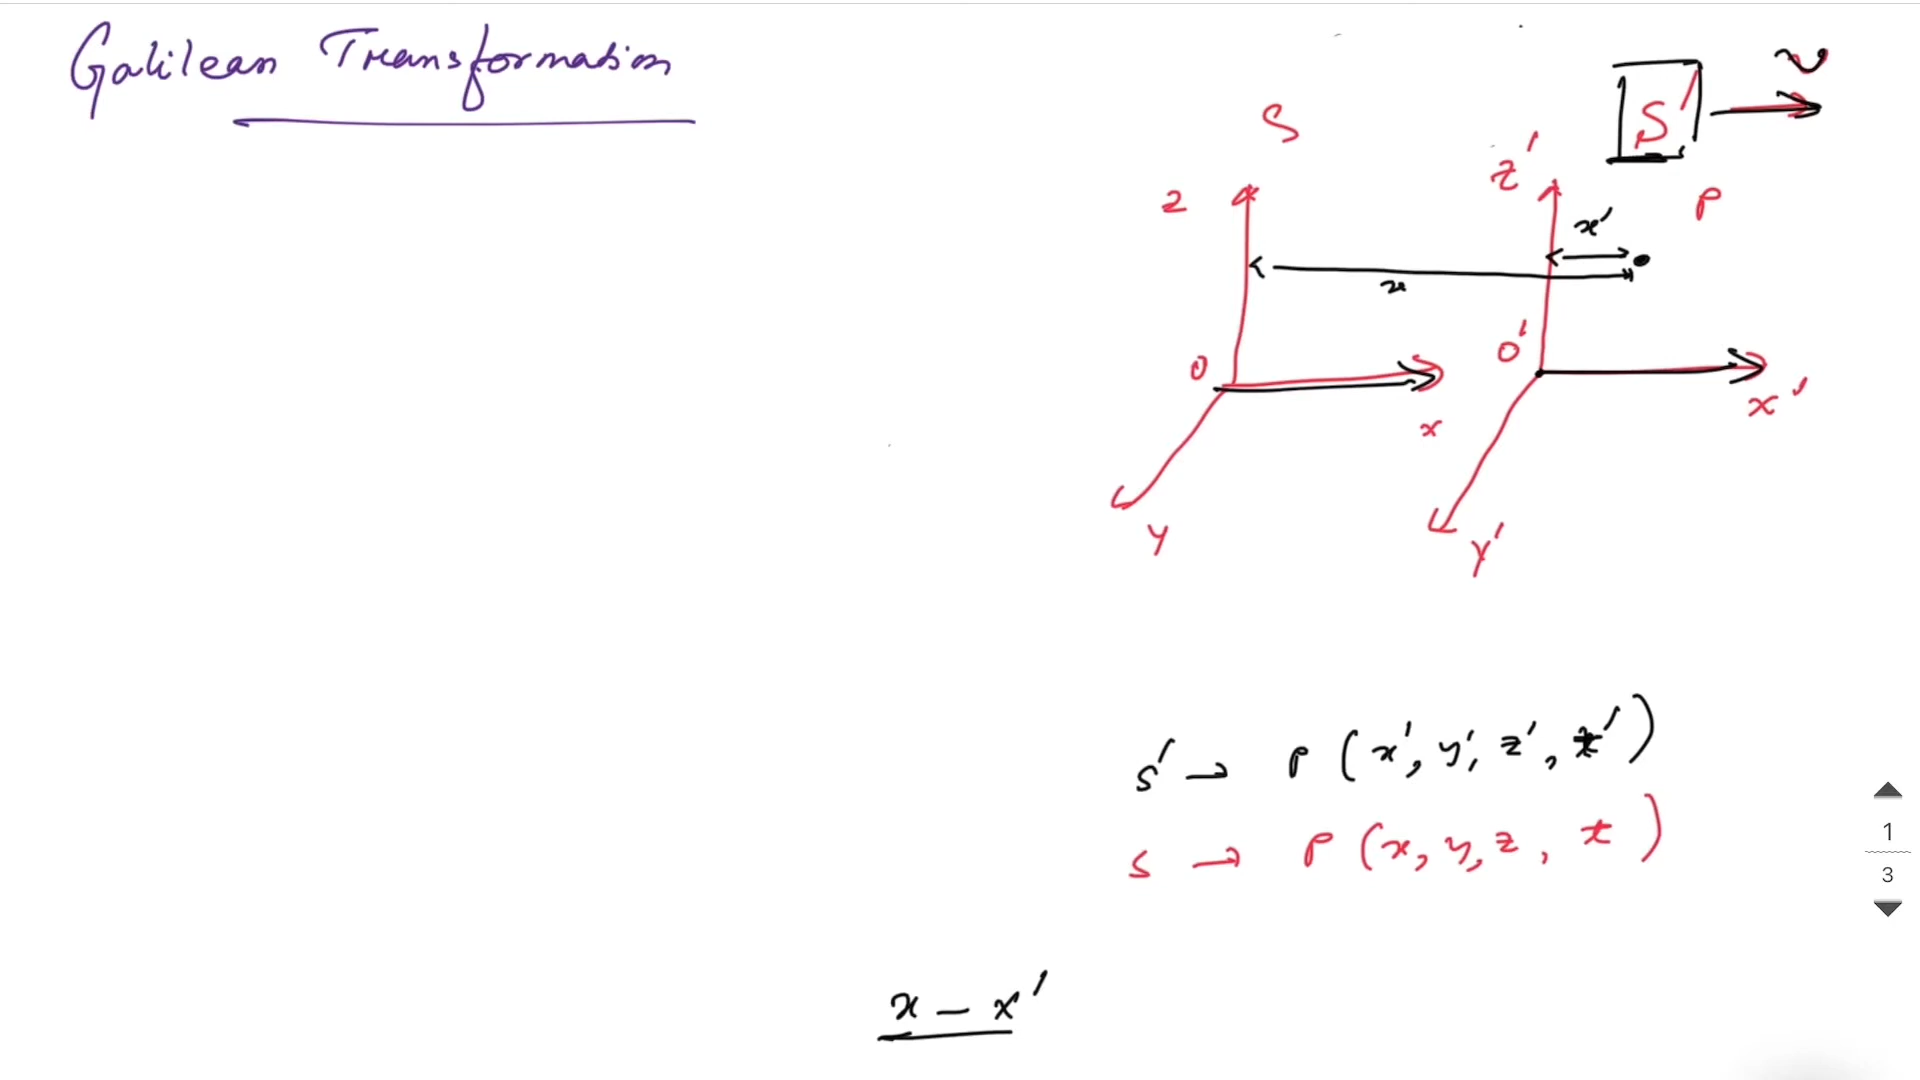 Galilean Transformation
S
S'
v
Z
Z'
P
x'
x
O
O'
x
x'
Y
Y'
S' → P (x', y', z', t')
S → P (x, y, z, t)
1
3
x - x'